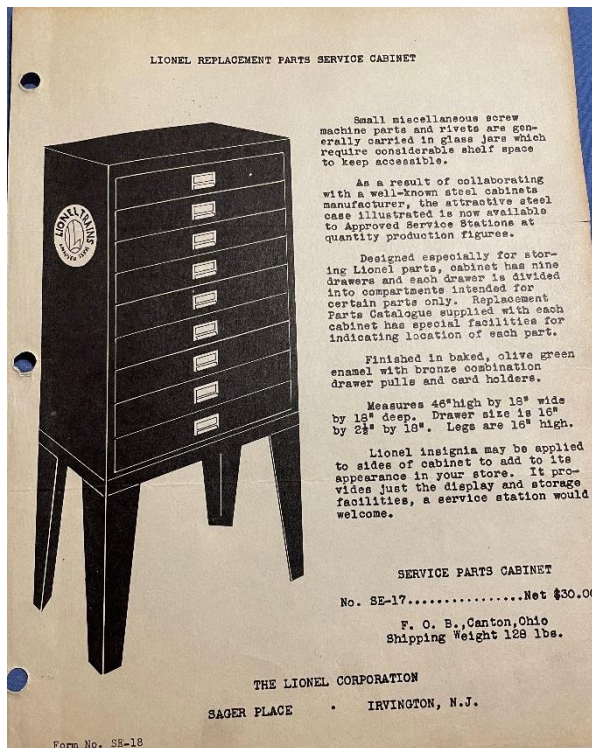 LIONEL REPLACEMENT PARTS SERVICE CABINET
Small miscellaneous screw
machine parts and rivets are gen-
erally carried in glass jars which
require considerable shelf space
to keep accessible.
As a result of collaborating
with a well-known steel cabinets
manufacturer, the attractive steel
case illustrated is now available
to Approved Service Stations at
quantity production figures.
Designed especially for stor-
ing Lionel parts, cabinet has nine
drawers and each drawer is divided
into compartments intended for
certain parts only. Replacement
Parts Catalogue supplied with each
cabinet has special facilities for
indicating location of each part.
Finished in baked, olive green
enamel with bronze combination
drawer pulls and card holders.
Measures 46"high by 18" wide
by 18" deep. Drawer size is 16"
by 2½" by 18". Legs are 16" high.
Lionel insignia may be applied
to sides of cabinet to add to its
appearance in your store. It pro-
vides just the display and storage
facilities, a service station would
welcome.
LIONEL TRAINS
SERVICE PARTS CABINET
No. SE-17.................Net $30.00
F. O. B.,Canton,Ohio
Shipping Weight 128 lbs.
THE LIONEL CORPORATION
SAGER PLACE · IRVINGTON, N.J.
Form No. SE-18